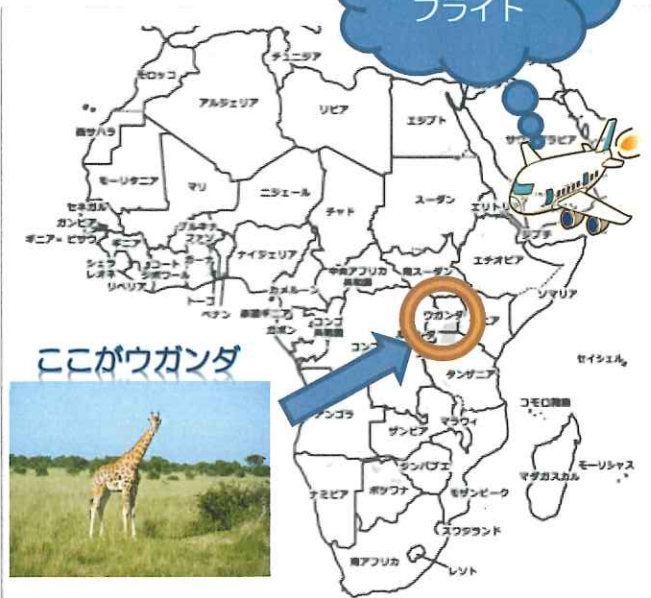 フライト
チュニジア
モロッコ
アルジェリア
リビア
エジプト
西サハラ
モーリタニア
マリ
ニジェール
チャド
スーダン
エリトリ
ジブチ
セネガル
ガンビア
ギニア＝ビサウ
ギニア
ブルキナ
ファソ
シェラ
レオネ
コート
ジボワール
ガーナ
ナイジェリア
リベリア
トーゴ
ベナン
カメルーン
中央アフリカ
共和国
南スーダン
エチオピア
ソマリア
赤道ギニア
ガボン
コンゴ
共和国
コンゴ
ウガンダ
ニア
ここがウガンダ
タンザニア
セイシェル
コモロ諸島
アンゴラ
ザンビア
マラウィ
ナミビア
ボツワナ
ジンバブエ
モザンビーク
マダガスカル
モーリシャス
スワジランド
南アフリカ
レソト